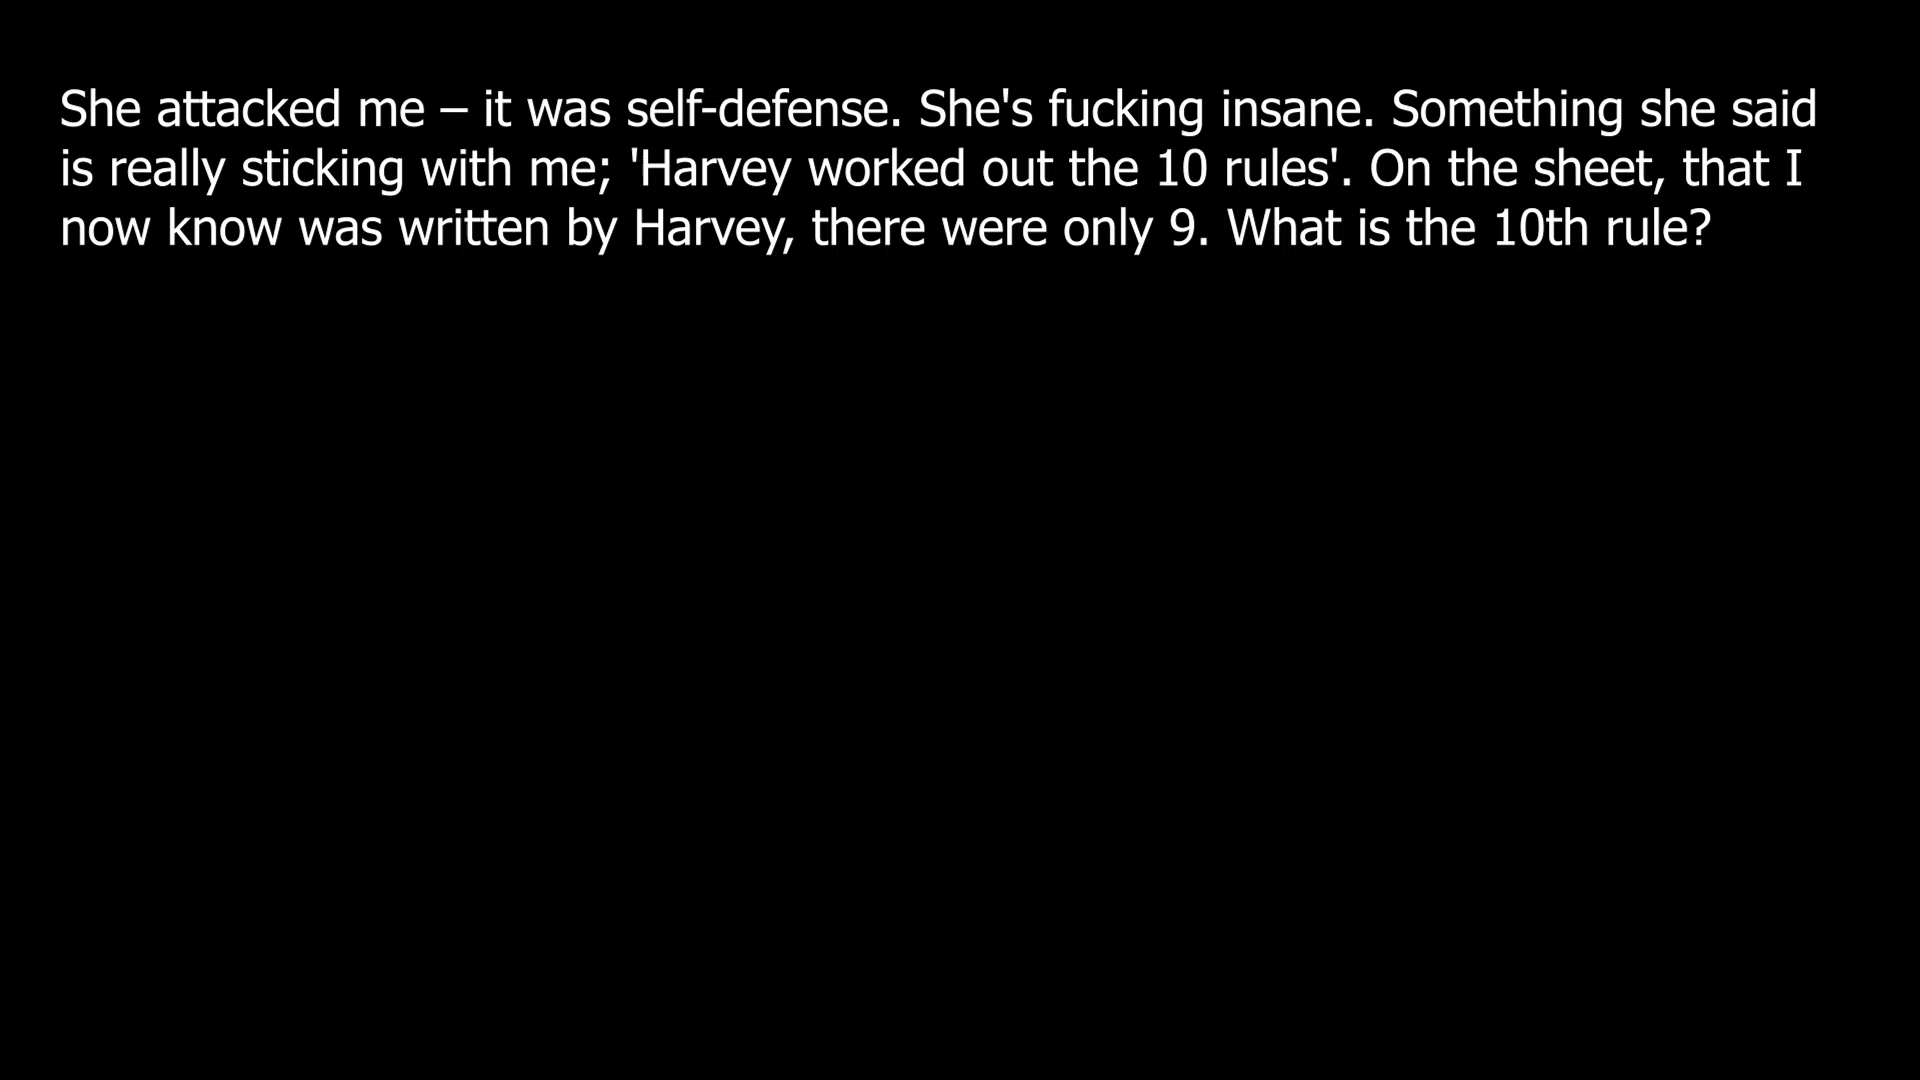 She attacked me – it was self-defense. She's fucking insane. Something she said
is really sticking with me; 'Harvey worked out the 10 rules'. On the sheet, that I
now know was written by Harvey, there were only 9. What is the 10th rule?